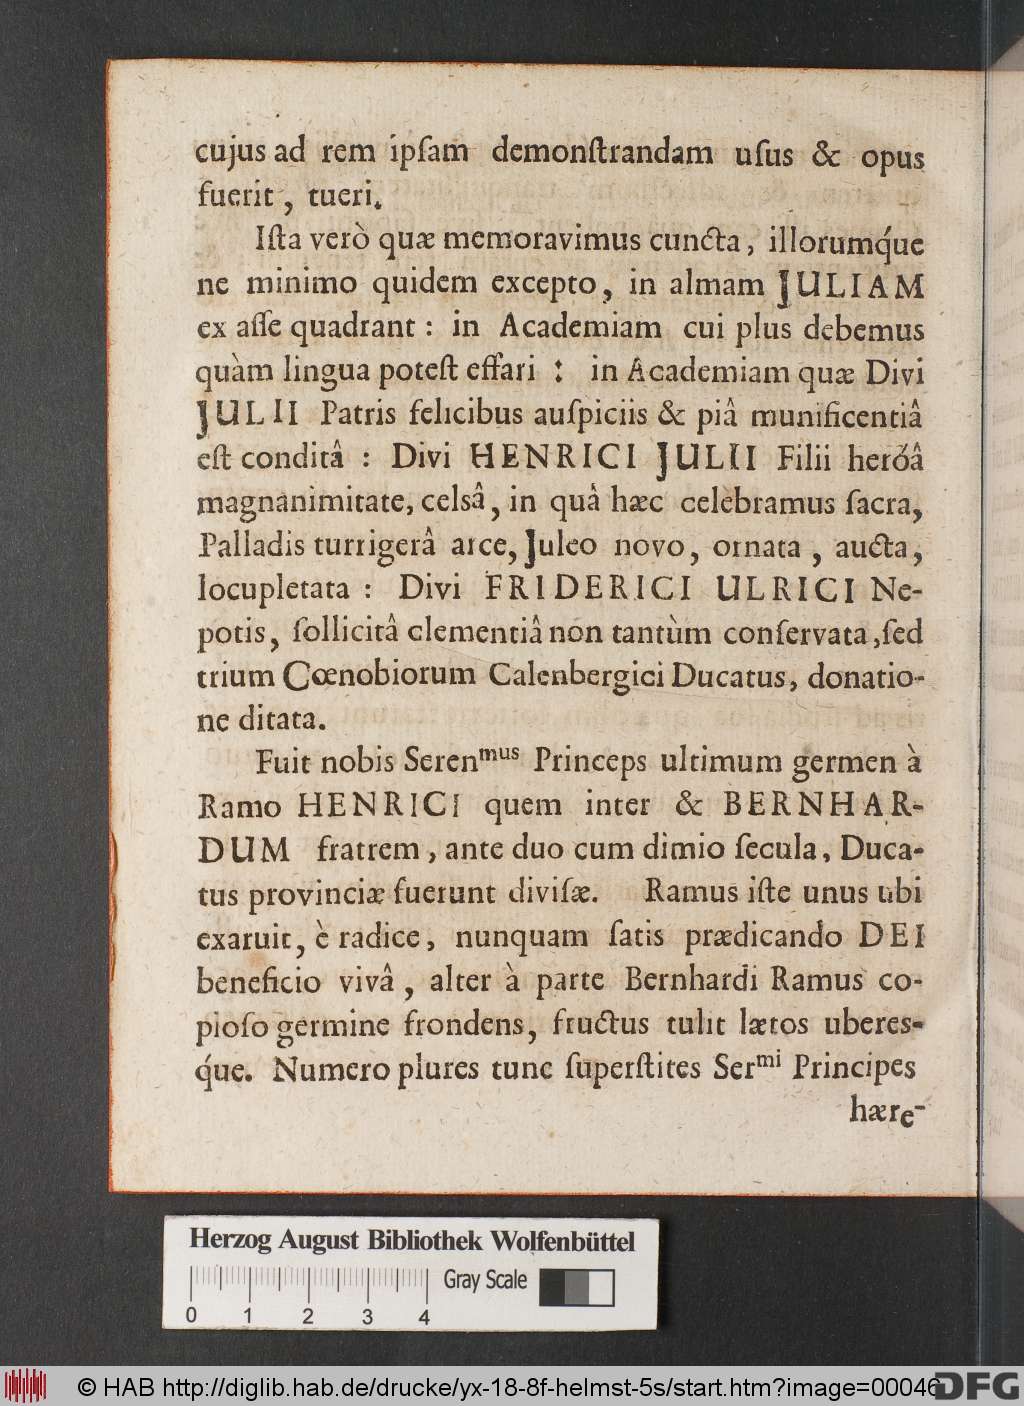 cujus ad rem ipſam demonſtrandam uſus & opus
fuerit, tueri.
Iſta verò quæ memoravimus cuncta, illorumq́ue
ne minimo quidem excepto, in almam JULIAM
ex aſſe quadrant: in Academiam cui plus debemus
quàm lingua poteſt effari: in Academiam quæ Divi
JULII Patris felicibus auſpiciis & piâ munificentiâ
eſt conditâ: Divi HENRICI JULII Filii heróâ
magnanimitate, celsâ, in quâ hæc celebramus ſacra,
Palladis turrigerâ arce, Juleo novo, ornata, aucta,
locupletata: Divi FRIDERICI ULRICI Ne-
potis, ſollicitâ clementiâ non tantùm conſervata, ſed
trium Cœnobiorum Calenbergici Ducatus, donatio-
ne ditata.
Fuit nobis Serenmus Princeps ultimum germen à
Ramo HENRICI quem inter & BERNHAR-
DUM fratrem, ante duo cum dimio ſecula, Duca-
tus provinciæ fuerunt diviſæ. Ramus iſte unus ubi
exaruit, è radice, nunquam ſatis prædicando DEI
beneficio vivâ, alter à parte Bernhardi Ramus co-
pioſo germine frondens, fructus tulit lætos uberes-
q́ue. Numero plures tunc ſuperſtites Sermi Principes
hære-
Herzog August Bibliothek Wolfenbüttel
Gray Scale
0 1 2 3 4
© HAB http://diglib.hab.de/drucke/yx-18-8f-helmst-5s/start.htm?image=00046
DFG